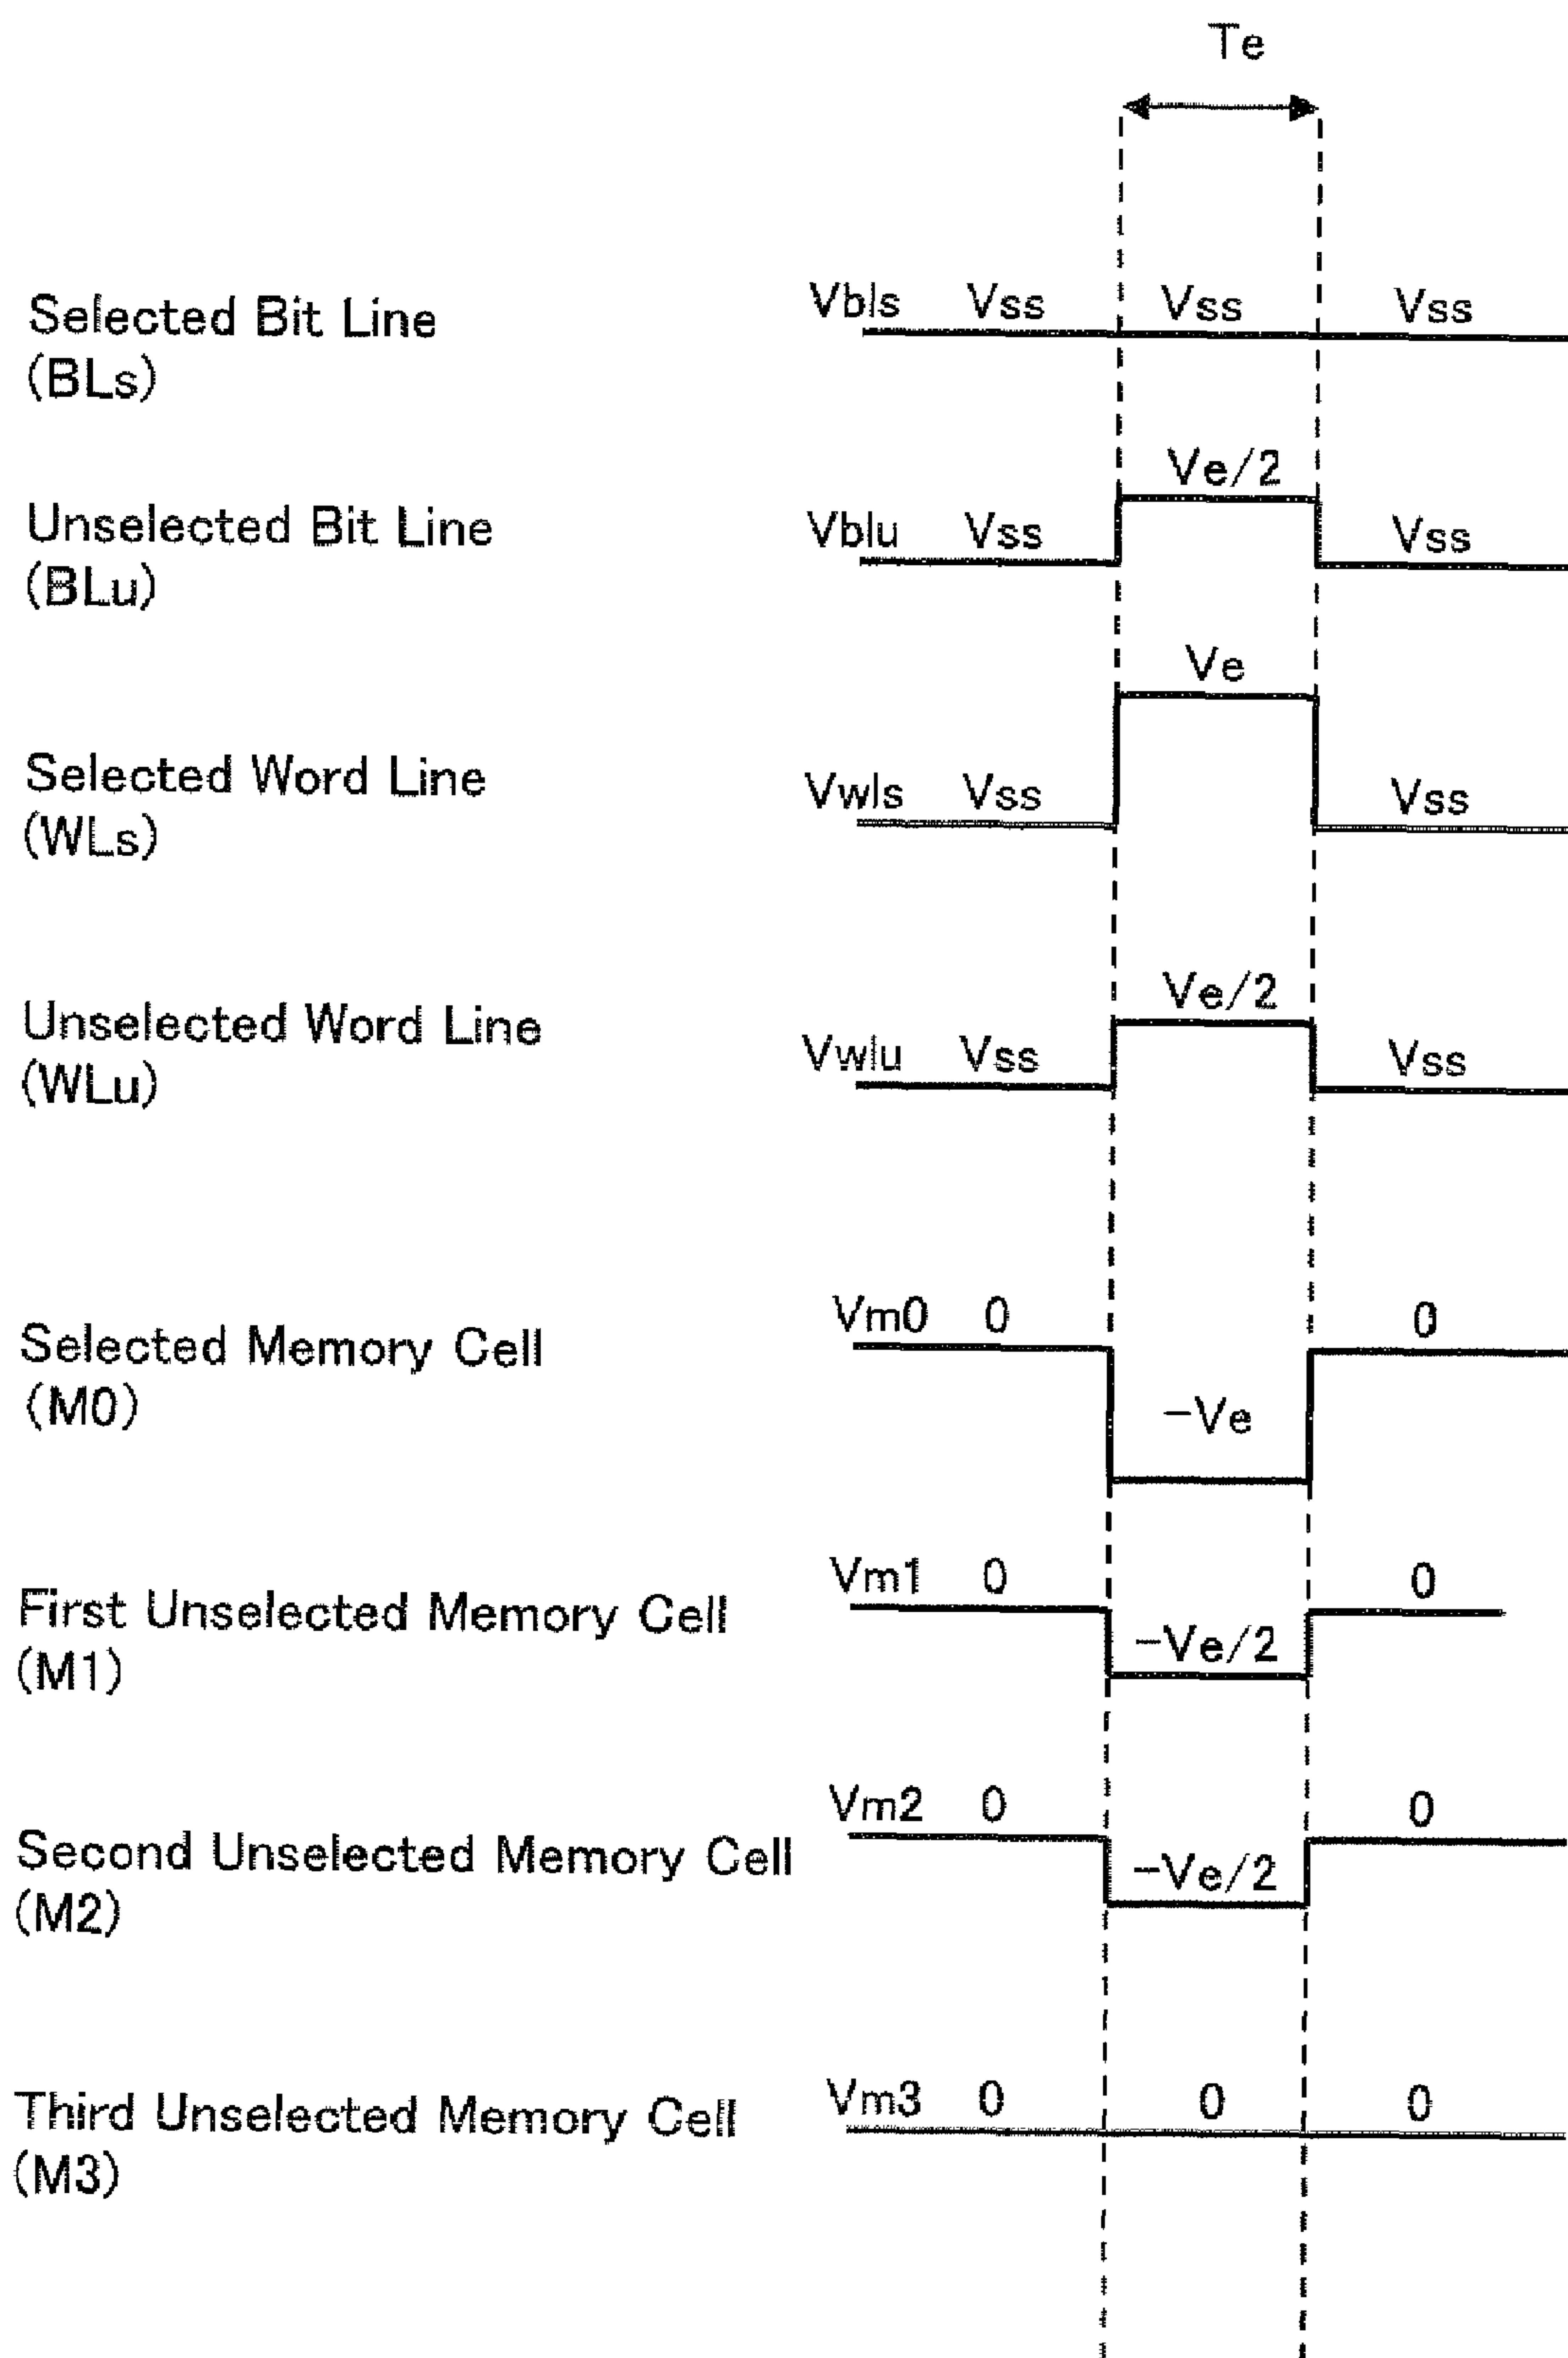 Te
Vbls Vss Vss Vss
Selected Bit Line
(BLs)
Ve/2
Unselected Bit Line
(BLu)
Vblu Vss Vss
Ve
Selected Word Line
(WLs)
Vwls Vss Vss
Ve/2
Unselected Word Line
(WLu)
Vwlu Vss Vss
Vm0 0 0
Selected Memory Cell
(M0)
-Ve
Vm1 0 0
First Unselected Memory Cell
(M1)
-Ve/2
Vm2 0 0
Second Unselected Memory Cell
(M2)
-Ve/2
Vm3 0 0 0
Third Unselected Memory Cell
(M3)